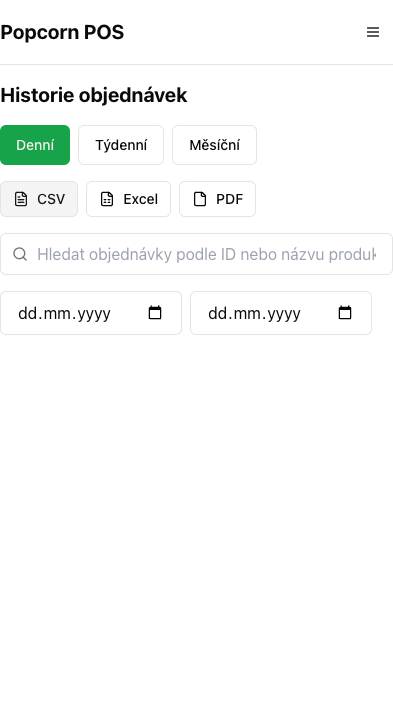 Popcorn POS
Historie objednávek
Denní Týdenní Měsíční
CSV Excel PDF
Hledat objednávky podle ID nebo názvu produk
dd.mm.yyyy dd.mm.yyyy